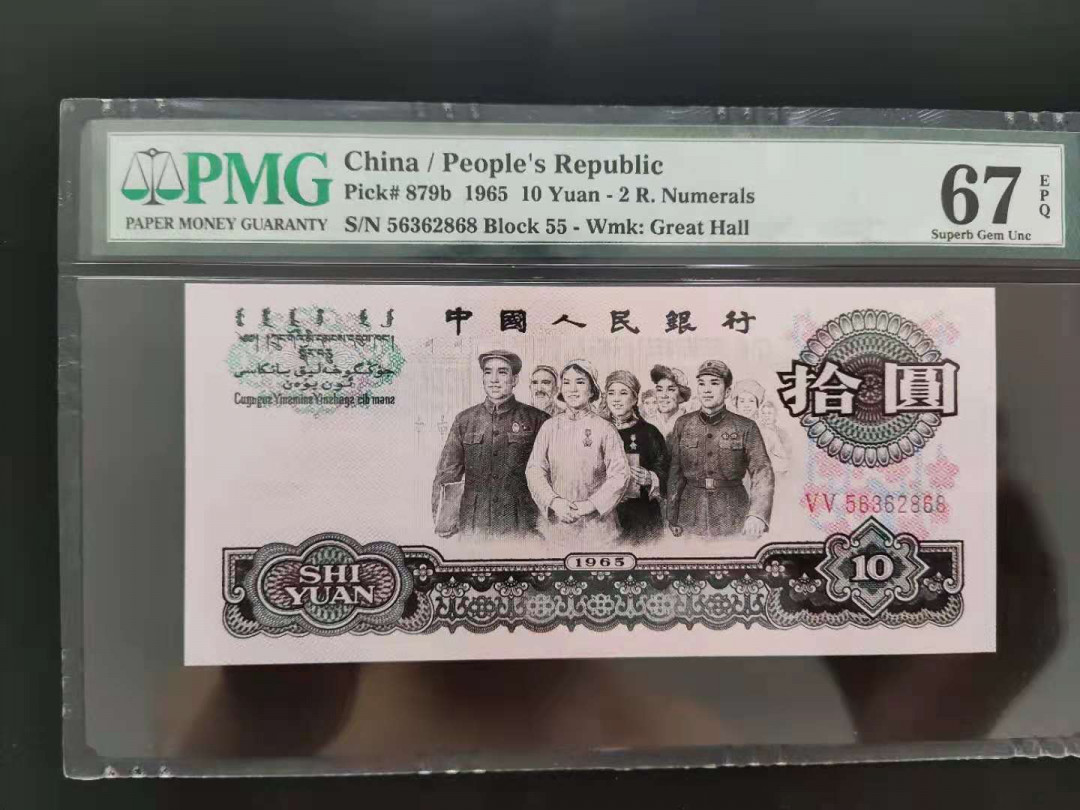 PMG
PAPER MONEY GUARANTY
China / People's Republic
Pick# 879b 1965 10 Yuan - 2 R. Numerals
S/N 56362868 Block 55 - Wmk: Great Hall
67
EPQ
Superb Gem Unc
中國人民銀行
拾圓
VV 56362868
1965
SHI
YUAN
10